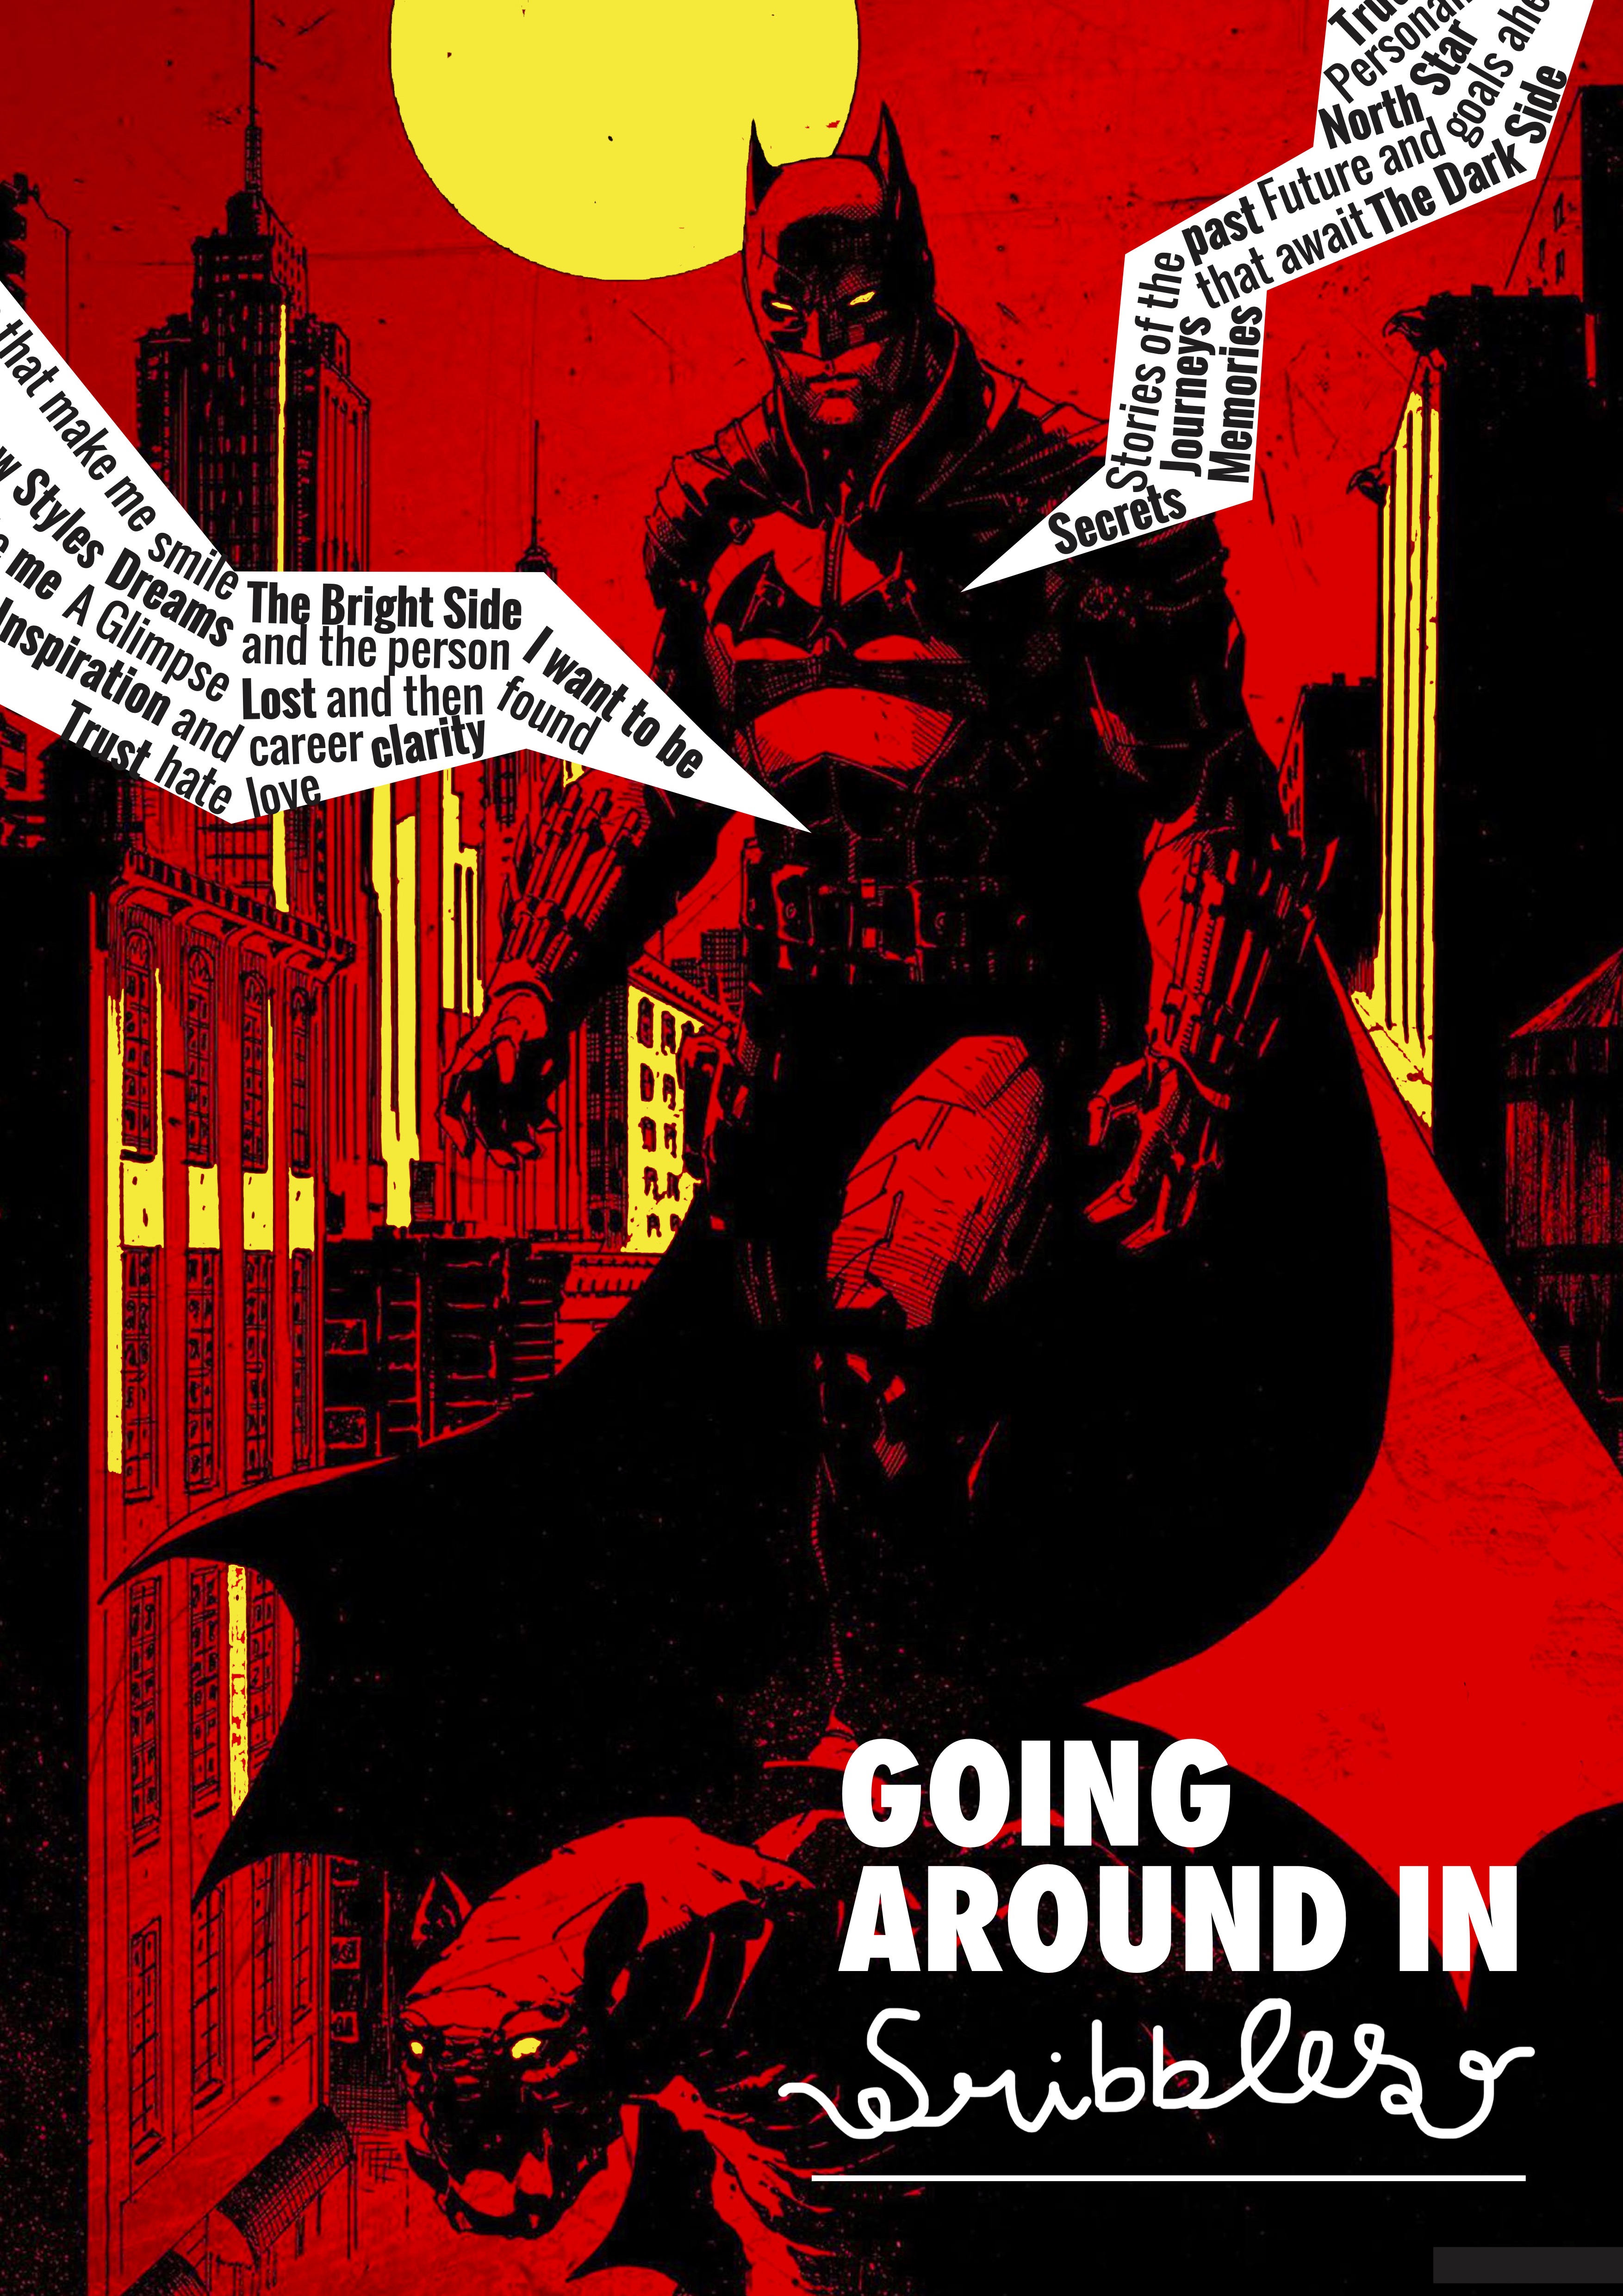 Personal
North Star
Future and goals
that await The Dark Side
Stories of the past
Journeys
Memories
Secrets
that make me smile
Styles Dreams
me A Glimpse
Inspiration and
Trust hate love
The Bright Side
and the person I want to be
Lost and then found
career clarity
GOING
AROUND IN
Scribbles